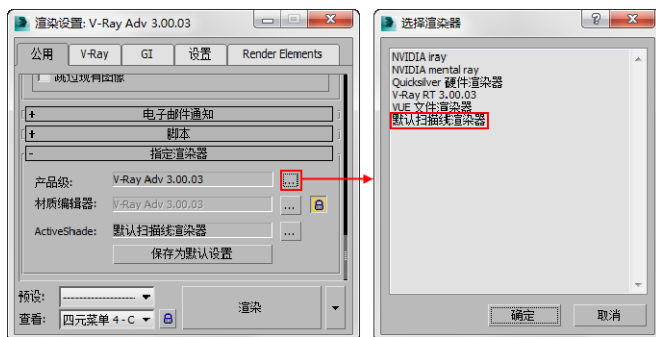 渲染设置: V-Ray Adv 3.00.03
公用 V-Ray GI 设置 Render Elements
跳过现有图像
+ 电子邮件通知
+ 脚本
- 指定渲染器
产品级: V-Ray Adv 3.00.03 ...
材质编辑器: V-Ray Adv 3.00.03 ...
ActiveShade: 默认扫描线渲染器 ...
保存为默认设置
预设: -----------------
查看: 四元菜单 4 - C
渲染
选择渲染器
NVIDIA iray
NVIDIA mental ray
Quicksilver 硬件渲染器
V-Ray RT 3.00.03
VUE 文件渲染器
默认扫描线渲染器
确定 取消